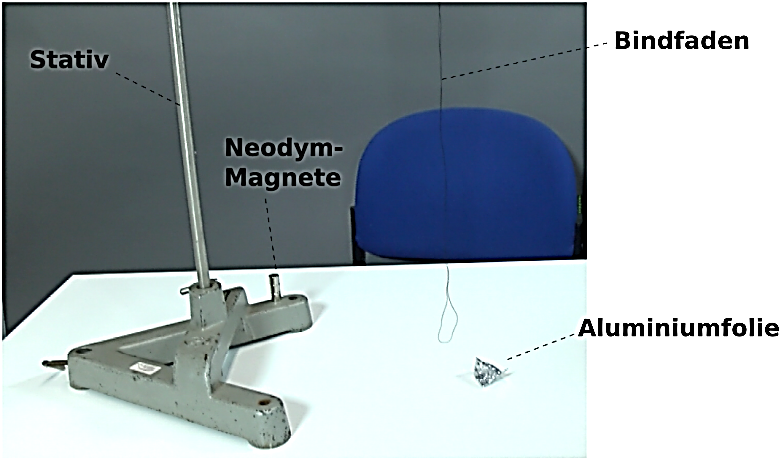 Stativ
Bindfaden
Neodym-
Magnete
Aluminiumfolie